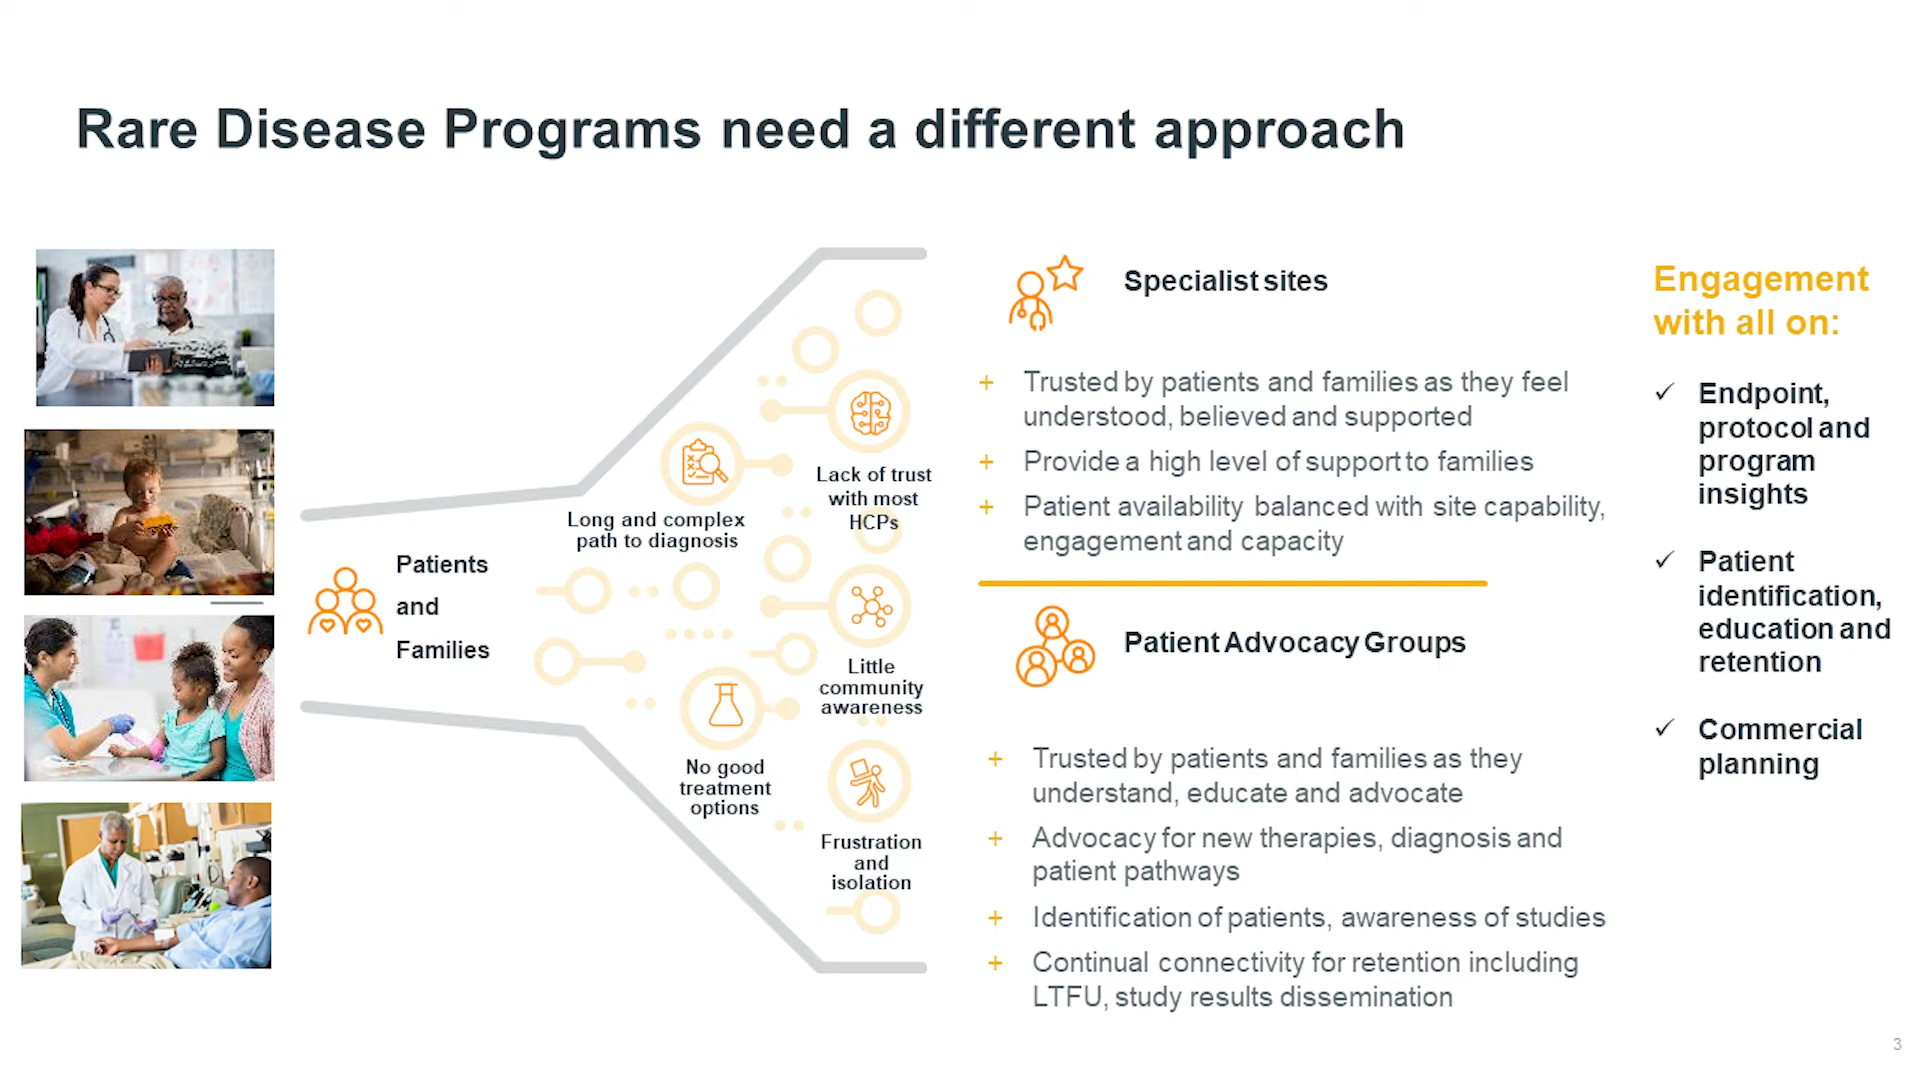 Rare Disease Programs need a different approach
Patients
and
Families
Long and complex
path to diagnosis
No good
treatment
options
Lack of trust
with most
HCPs
Little
community
awareness
Frustration
and
isolation
Specialist sites
+ Trusted by patients and families as they feel
understood, believed and supported
+ Provide a high level of support to families
+ Patient availability balanced with site capability,
engagement and capacity
Patient Advocacy Groups
+ Trusted by patients and families as they
understand, educate and advocate
+ Advocacy for new therapies, diagnosis and
patient pathways
+ Identification of patients, awareness of studies
+ Continual connectivity for retention including
LTFU, study results dissemination
Engagement
with all on:
✓ Endpoint,
protocol and
program
insights
✓ Patient
identification,
education and
retention
✓ Commercial
planning
3